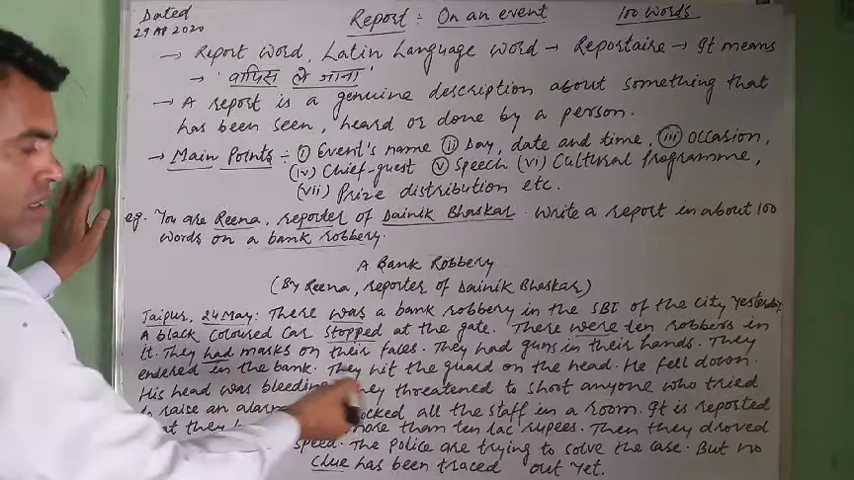 Dated
29 AP 2020
Report :- On an event 100 words
→ Report word, Latin Language word → Reportaire → It means
→ 'वापिस ले जाना'
→ A report is a genuine description about something that
has been seen, heard or done by a person.
→ Main Points :- (i) Event's name (ii) Day, date and time, (iii) Occasion,
(iv) Chief-guest (v) Speech (vi) Cultural Programme,
(vii) Prize distribution etc.
eg. You are Reena, reporter of Dainik Bhaskar. Write a report in about 100
words on a bank robbery.
A Bank Robbery
(By Reena, reporter of Dainik Bhaskar)
Jaipur, 24 May: There was a bank robbery in the SBI of the city yesterday.
A black coloured car stopped at the gate. There were ten robbers in
it. They had masks on their faces. They had guns in their hands. They
endered in the bank. They hit the guard on the head. He fell down.
His head was bleeding They threatened to shoot anyone who tried
to raise an alarm locked all the staff in a room. It is reported
that they more than ten lac rupees. Then they droved
speed. The police are trying to solve the case. But no
clue has been traced out yet.